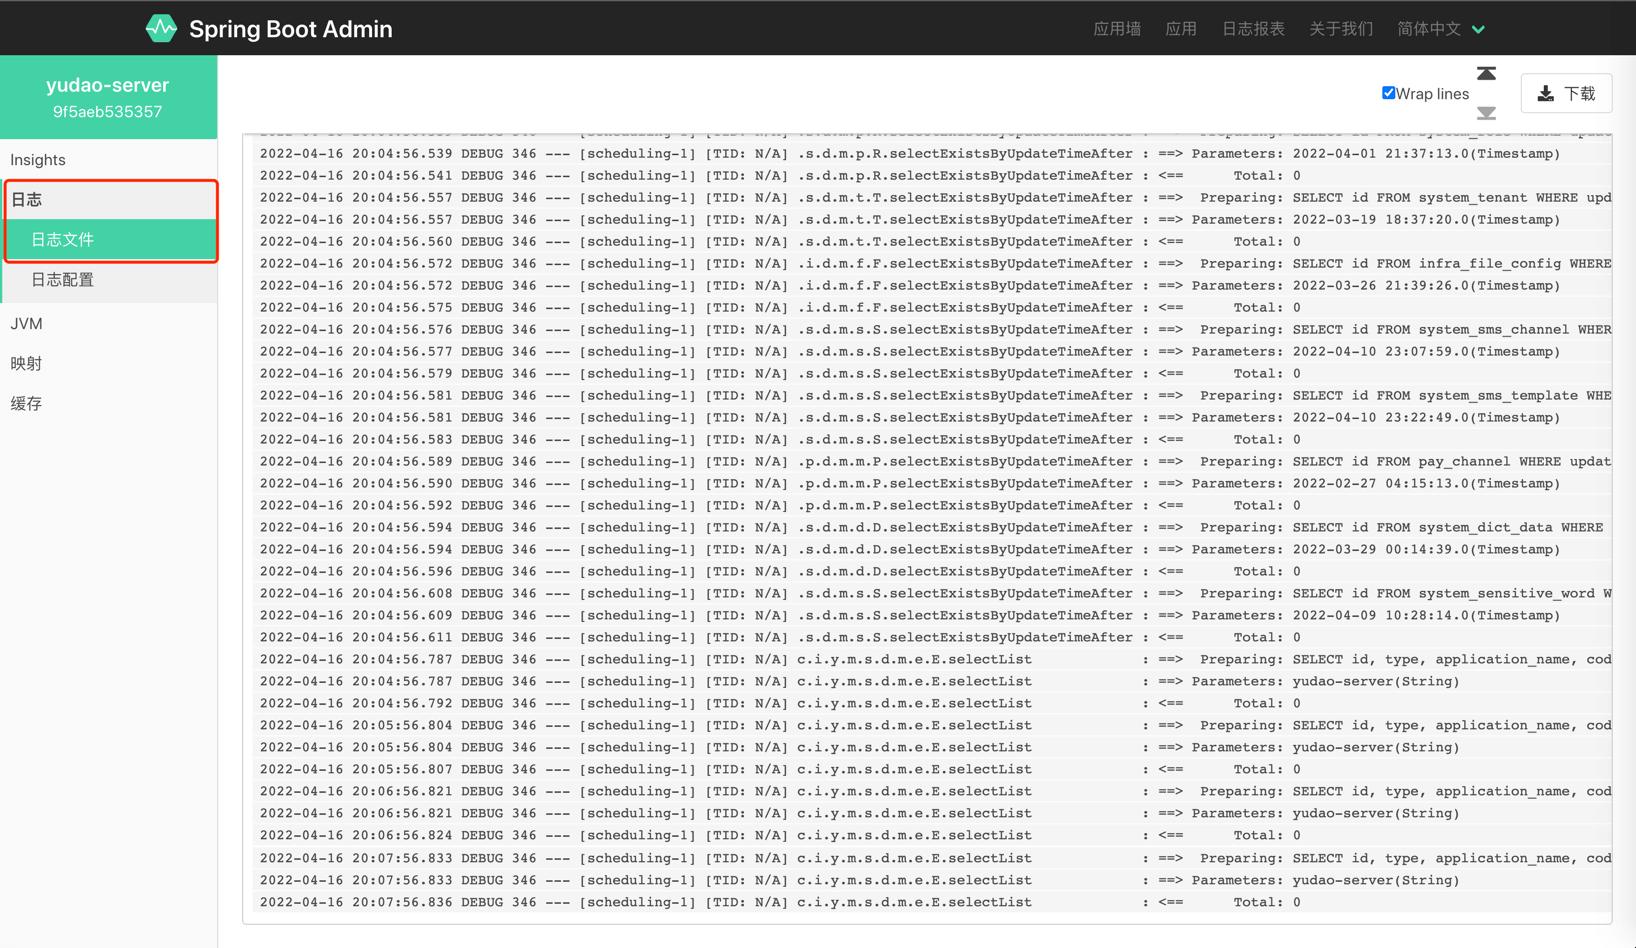 Spring Boot Admin
应用墙 应用 日志报表 关于我们 简体中文
yudao-server
9f5aeb535357
Wrap lines
下载
Insights
日志
日志文件
日志配置
JVM
映射
缓存
2022-04-16 20:04:56.539 DEBUG 346 --- [scheduling-1] [TID: N/A] .s.d.m.p.R.selectExistsByUpdateTimeAfter : ==> Parameters: 2022-04-01 21:37:13.0(Timestamp)
2022-04-16 20:04:56.541 DEBUG 346 --- [scheduling-1] [TID: N/A] .s.d.m.p.R.selectExistsByUpdateTimeAfter : <== Total: 0
2022-04-16 20:04:56.557 DEBUG 346 --- [scheduling-1] [TID: N/A] .s.d.m.t.T.selectExistsByUpdateTimeAfter : ==> Preparing: SELECT id FROM system_tenant WHERE upd
2022-04-16 20:04:56.557 DEBUG 346 --- [scheduling-1] [TID: N/A] .s.d.m.t.T.selectExistsByUpdateTimeAfter : ==> Parameters: 2022-03-19 18:37:20.0(Timestamp)
2022-04-16 20:04:56.560 DEBUG 346 --- [scheduling-1] [TID: N/A] .s.d.m.t.T.selectExistsByUpdateTimeAfter : <== Total: 0
2022-04-16 20:04:56.572 DEBUG 346 --- [scheduling-1] [TID: N/A] .i.d.m.f.F.selectExistsByUpdateTimeAfter : ==> Preparing: SELECT id FROM infra_file_config WHERE
2022-04-16 20:04:56.572 DEBUG 346 --- [scheduling-1] [TID: N/A] .i.d.m.f.F.selectExistsByUpdateTimeAfter : ==> Parameters: 2022-03-26 21:39:26.0(Timestamp)
2022-04-16 20:04:56.575 DEBUG 346 --- [scheduling-1] [TID: N/A] .i.d.m.f.F.selectExistsByUpdateTimeAfter : <== Total: 0
2022-04-16 20:04:56.576 DEBUG 346 --- [scheduling-1] [TID: N/A] .s.d.m.s.S.selectExistsByUpdateTimeAfter : ==> Preparing: SELECT id FROM system_sms_channel WHER
2022-04-16 20:04:56.577 DEBUG 346 --- [scheduling-1] [TID: N/A] .s.d.m.s.S.selectExistsByUpdateTimeAfter : ==> Parameters: 2022-04-10 23:07:59.0(Timestamp)
2022-04-16 20:04:56.579 DEBUG 346 --- [scheduling-1] [TID: N/A] .s.d.m.s.S.selectExistsByUpdateTimeAfter : <== Total: 0
2022-04-16 20:04:56.581 DEBUG 346 --- [scheduling-1] [TID: N/A] .s.d.m.s.S.selectExistsByUpdateTimeAfter : ==> Preparing: SELECT id FROM system_sms_template WHE
2022-04-16 20:04:56.581 DEBUG 346 --- [scheduling-1] [TID: N/A] .s.d.m.s.S.selectExistsByUpdateTimeAfter : ==> Parameters: 2022-04-10 23:22:49.0(Timestamp)
2022-04-16 20:04:56.583 DEBUG 346 --- [scheduling-1] [TID: N/A] .s.d.m.s.S.selectExistsByUpdateTimeAfter : <== Total: 0
2022-04-16 20:04:56.589 DEBUG 346 --- [scheduling-1] [TID: N/A] .p.d.m.m.P.selectExistsByUpdateTimeAfter : ==> Preparing: SELECT id FROM pay_channel WHERE updat
2022-04-16 20:04:56.590 DEBUG 346 --- [scheduling-1] [TID: N/A] .p.d.m.m.P.selectExistsByUpdateTimeAfter : ==> Parameters: 2022-02-27 04:15:13.0(Timestamp)
2022-04-16 20:04:56.592 DEBUG 346 --- [scheduling-1] [TID: N/A] .p.d.m.m.P.selectExistsByUpdateTimeAfter : <== Total: 0
2022-04-16 20:04:56.594 DEBUG 346 --- [scheduling-1] [TID: N/A] .s.d.m.d.D.selectExistsByUpdateTimeAfter : ==> Preparing: SELECT id FROM system_dict_data WHERE
2022-04-16 20:04:56.594 DEBUG 346 --- [scheduling-1] [TID: N/A] .s.d.m.d.D.selectExistsByUpdateTimeAfter : ==> Parameters: 2022-03-29 00:14:39.0(Timestamp)
2022-04-16 20:04:56.596 DEBUG 346 --- [scheduling-1] [TID: N/A] .s.d.m.d.D.selectExistsByUpdateTimeAfter : <== Total: 0
2022-04-16 20:04:56.608 DEBUG 346 --- [scheduling-1] [TID: N/A] .s.d.m.s.S.selectExistsByUpdateTimeAfter : ==> Preparing: SELECT id FROM system_sensitive_word W
2022-04-16 20:04:56.609 DEBUG 346 --- [scheduling-1] [TID: N/A] .s.d.m.s.S.selectExistsByUpdateTimeAfter : ==> Parameters: 2022-04-09 10:28:14.0(Timestamp)
2022-04-16 20:04:56.611 DEBUG 346 --- [scheduling-1] [TID: N/A] .s.d.m.s.S.selectExistsByUpdateTimeAfter : <== Total: 0
2022-04-16 20:04:56.787 DEBUG 346 --- [scheduling-1] [TID: N/A] c.i.y.m.s.d.m.e.E.selectList : ==> Preparing: SELECT id, type, application_name, cod
2022-04-16 20:04:56.787 DEBUG 346 --- [scheduling-1] [TID: N/A] c.i.y.m.s.d.m.e.E.selectList : ==> Parameters: yudao-server(String)
2022-04-16 20:04:56.792 DEBUG 346 --- [scheduling-1] [TID: N/A] c.i.y.m.s.d.m.e.E.selectList : <== Total: 0
2022-04-16 20:05:56.804 DEBUG 346 --- [scheduling-1] [TID: N/A] c.i.y.m.s.d.m.e.E.selectList : ==> Preparing: SELECT id, type, application_name, cod
2022-04-16 20:05:56.804 DEBUG 346 --- [scheduling-1] [TID: N/A] c.i.y.m.s.d.m.e.E.selectList : ==> Parameters: yudao-server(String)
2022-04-16 20:05:56.807 DEBUG 346 --- [scheduling-1] [TID: N/A] c.i.y.m.s.d.m.e.E.selectList : <== Total: 0
2022-04-16 20:06:56.821 DEBUG 346 --- [scheduling-1] [TID: N/A] c.i.y.m.s.d.m.e.E.selectList : ==> Preparing: SELECT id, type, application_name, cod
2022-04-16 20:06:56.821 DEBUG 346 --- [scheduling-1] [TID: N/A] c.i.y.m.s.d.m.e.E.selectList : ==> Parameters: yudao-server(String)
2022-04-16 20:06:56.824 DEBUG 346 --- [scheduling-1] [TID: N/A] c.i.y.m.s.d.m.e.E.selectList : <== Total: 0
2022-04-16 20:07:56.833 DEBUG 346 --- [scheduling-1] [TID: N/A] c.i.y.m.s.d.m.e.E.selectList : ==> Preparing: SELECT id, type, application_name, cod
2022-04-16 20:07:56.833 DEBUG 346 --- [scheduling-1] [TID: N/A] c.i.y.m.s.d.m.e.E.selectList : ==> Parameters: yudao-server(String)
2022-04-16 20:07:56.836 DEBUG 346 --- [scheduling-1] [TID: N/A] c.i.y.m.s.d.m.e.E.selectList : <== Total: 0